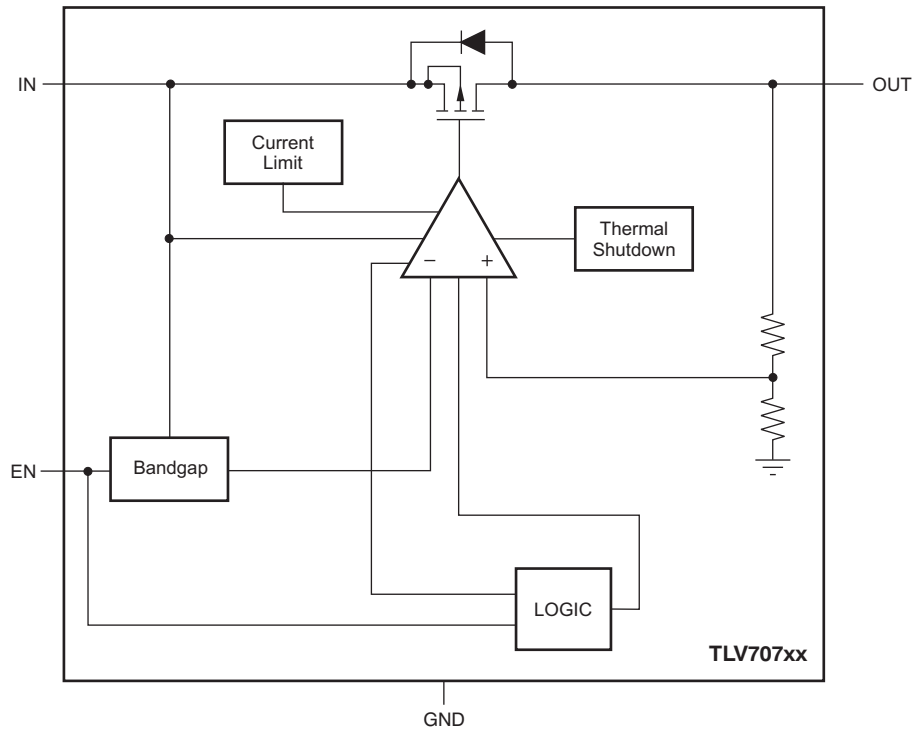 IN
OUT
Current
Limit
Thermal
Shutdown
−
+
EN
Bandgap
LOGIC
TLV707xx
GND